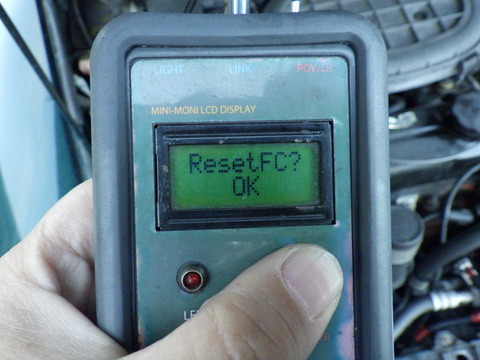 LIGHT LINK POWER
MINI-MONI LCD DISPLAY
ResetFC?
OK